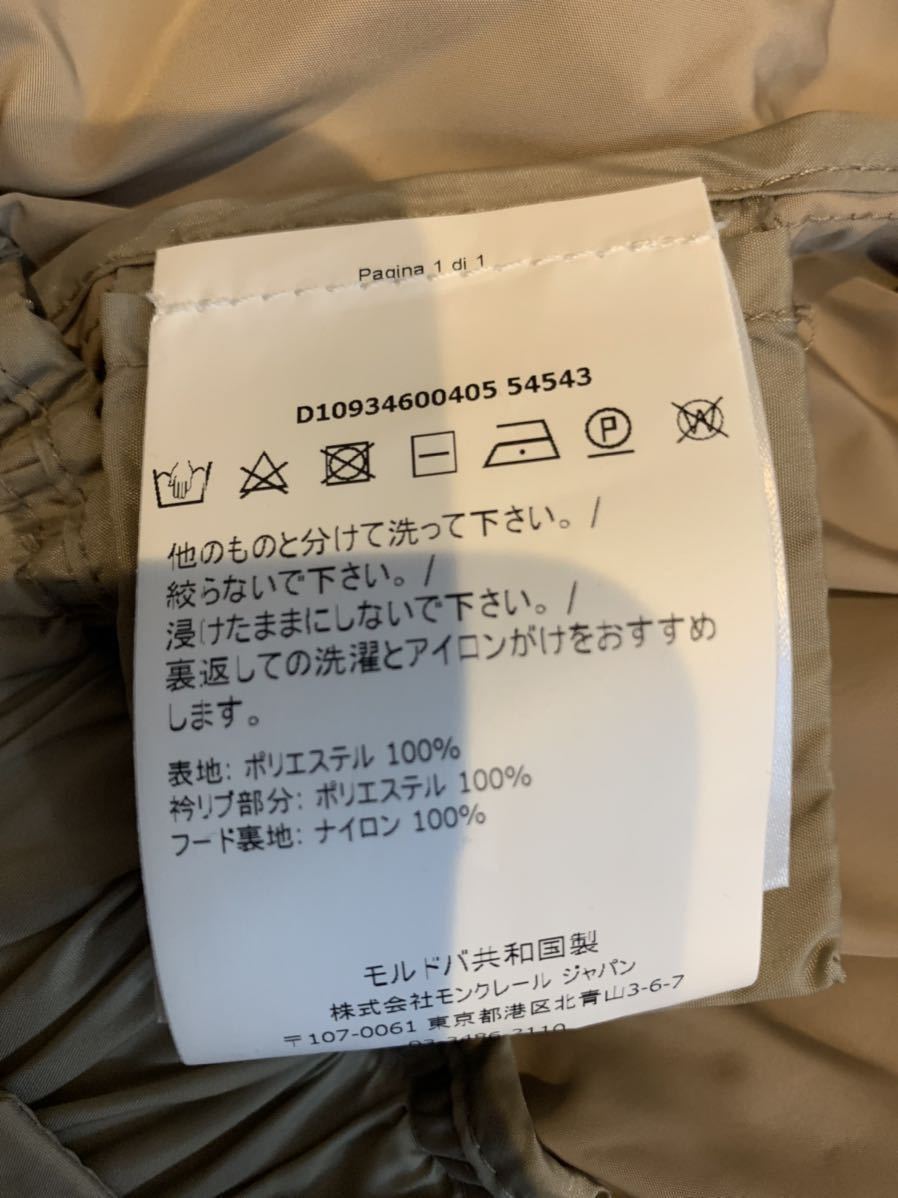 Pagina 1 di 1
D10934600405 54543
他のものと分けて洗って下さい。/
絞らないで下さい。/
浸けたままにしないで下さい。/
裏返しての洗濯とアイロンがけをおすすめ
します。
表地: ポリエステル 100%
衿リブ部分: ポリエステル 100%
フード裏地: ナイロン 100%
モルドバ共和国製
株式会社モンクレール ジャパン
〒107-0061 東京都港区北青山3-6-7